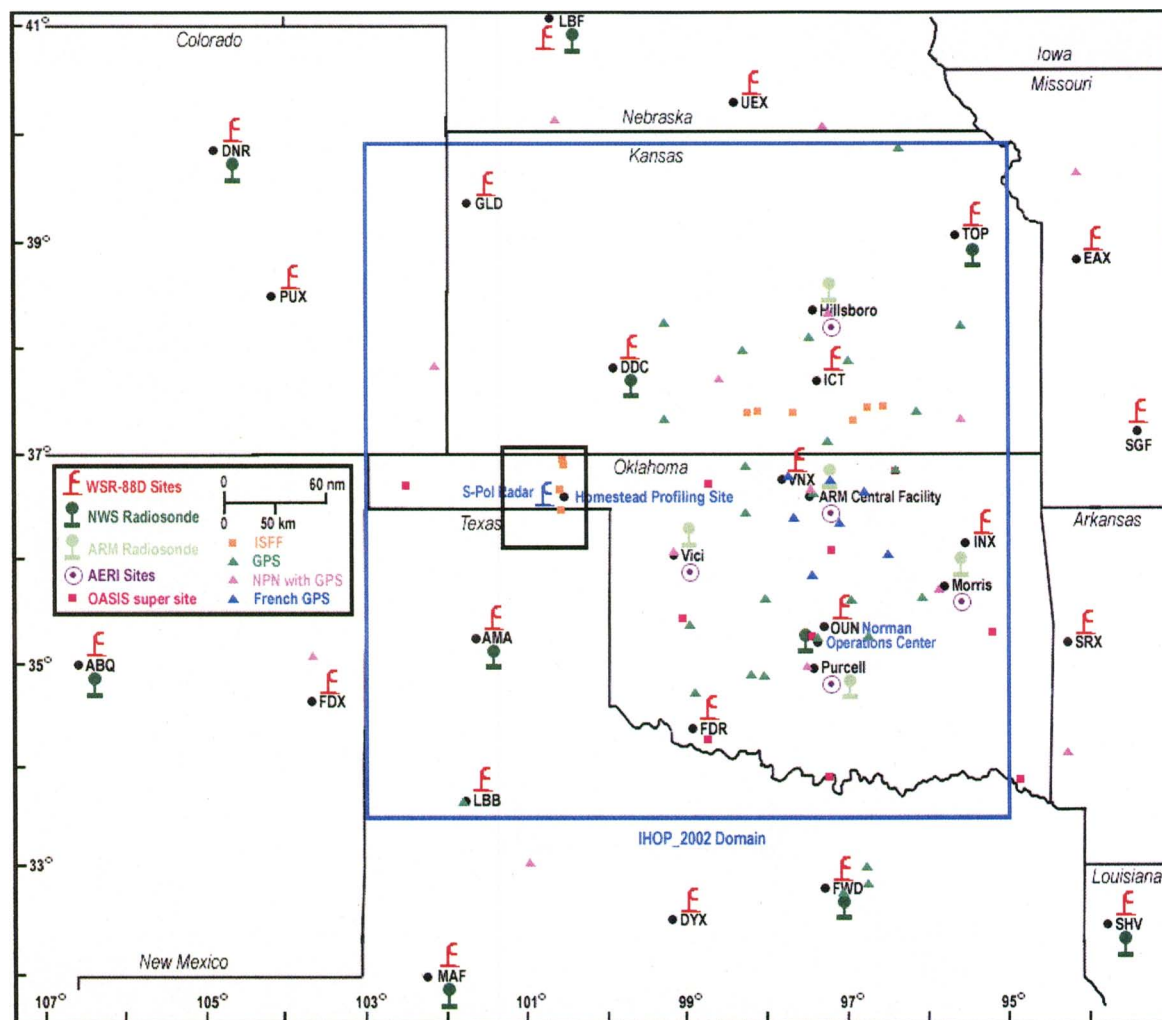 41°
Colorado
LBF
Iowa
Missouri
UEX
Nebraska
Kansas
DNR
GLD
39°
TOP
EAX
PUX
Hillsboro
DDC
ICT
SGF
37°
Oklahoma
VNX
ARM Central Facility
S-Pol Radar
Homestead Profiling Site
Texas
Arkansas
WSR-88D Sites
NWS Radiosonde
ARM Radiosonde
AERI Sites
OASIS super site
0 60 nm
0 50 km
ISFF
GPS
NPN with GPS
French GPS
INX
Vici
Morris
AMA
OUN Norman
Operations Center
SRX
35°
ABQ
Purcell
FDX
FDR
LBB
IHOP_2002 Domain
33°
Louisiana
FWD
DYX
SHV
New Mexico
MAF
107° 105° 103° 101° 99° 97° 95°